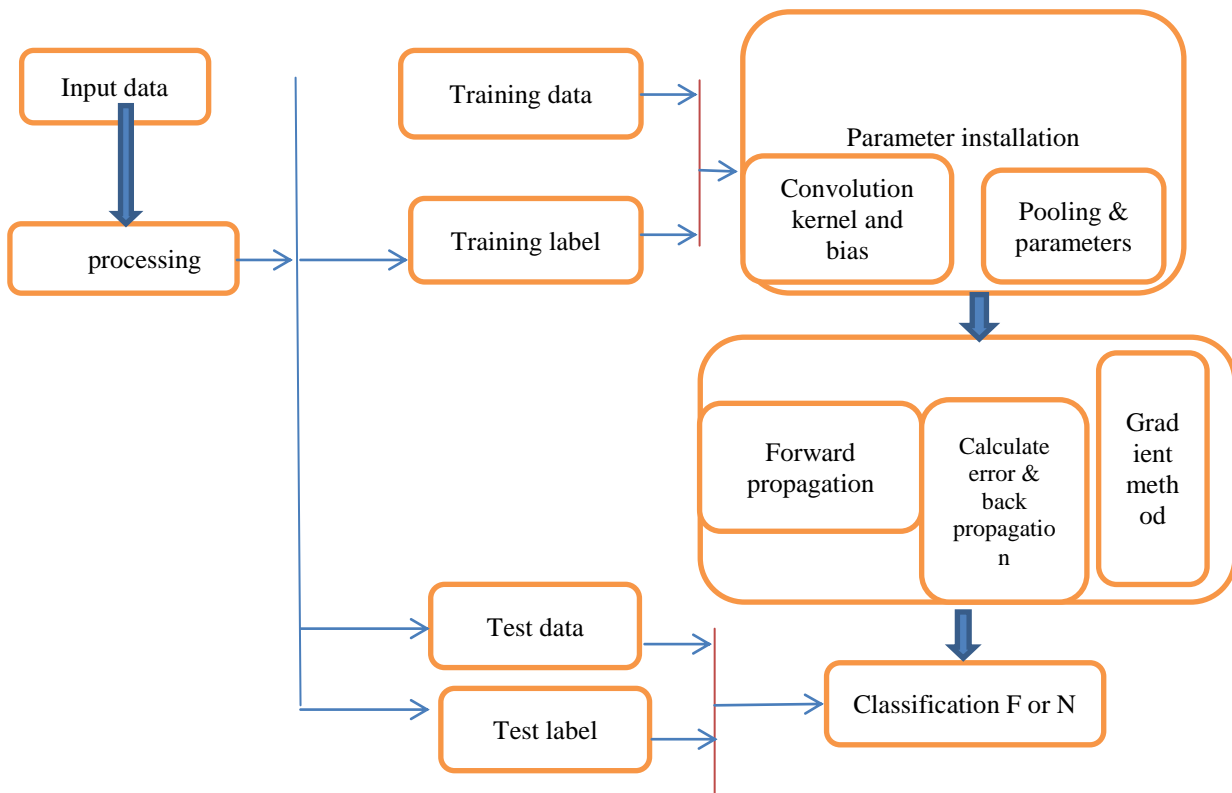 Input data
processing
Training data
Training label
Parameter installation
Convolution
kernel and
bias
Pooling &
parameters
Forward
propagation
Calculate
error &
back
propagatio
n
Grad
ient
meth
od
Test data
Test label
Classification F or N